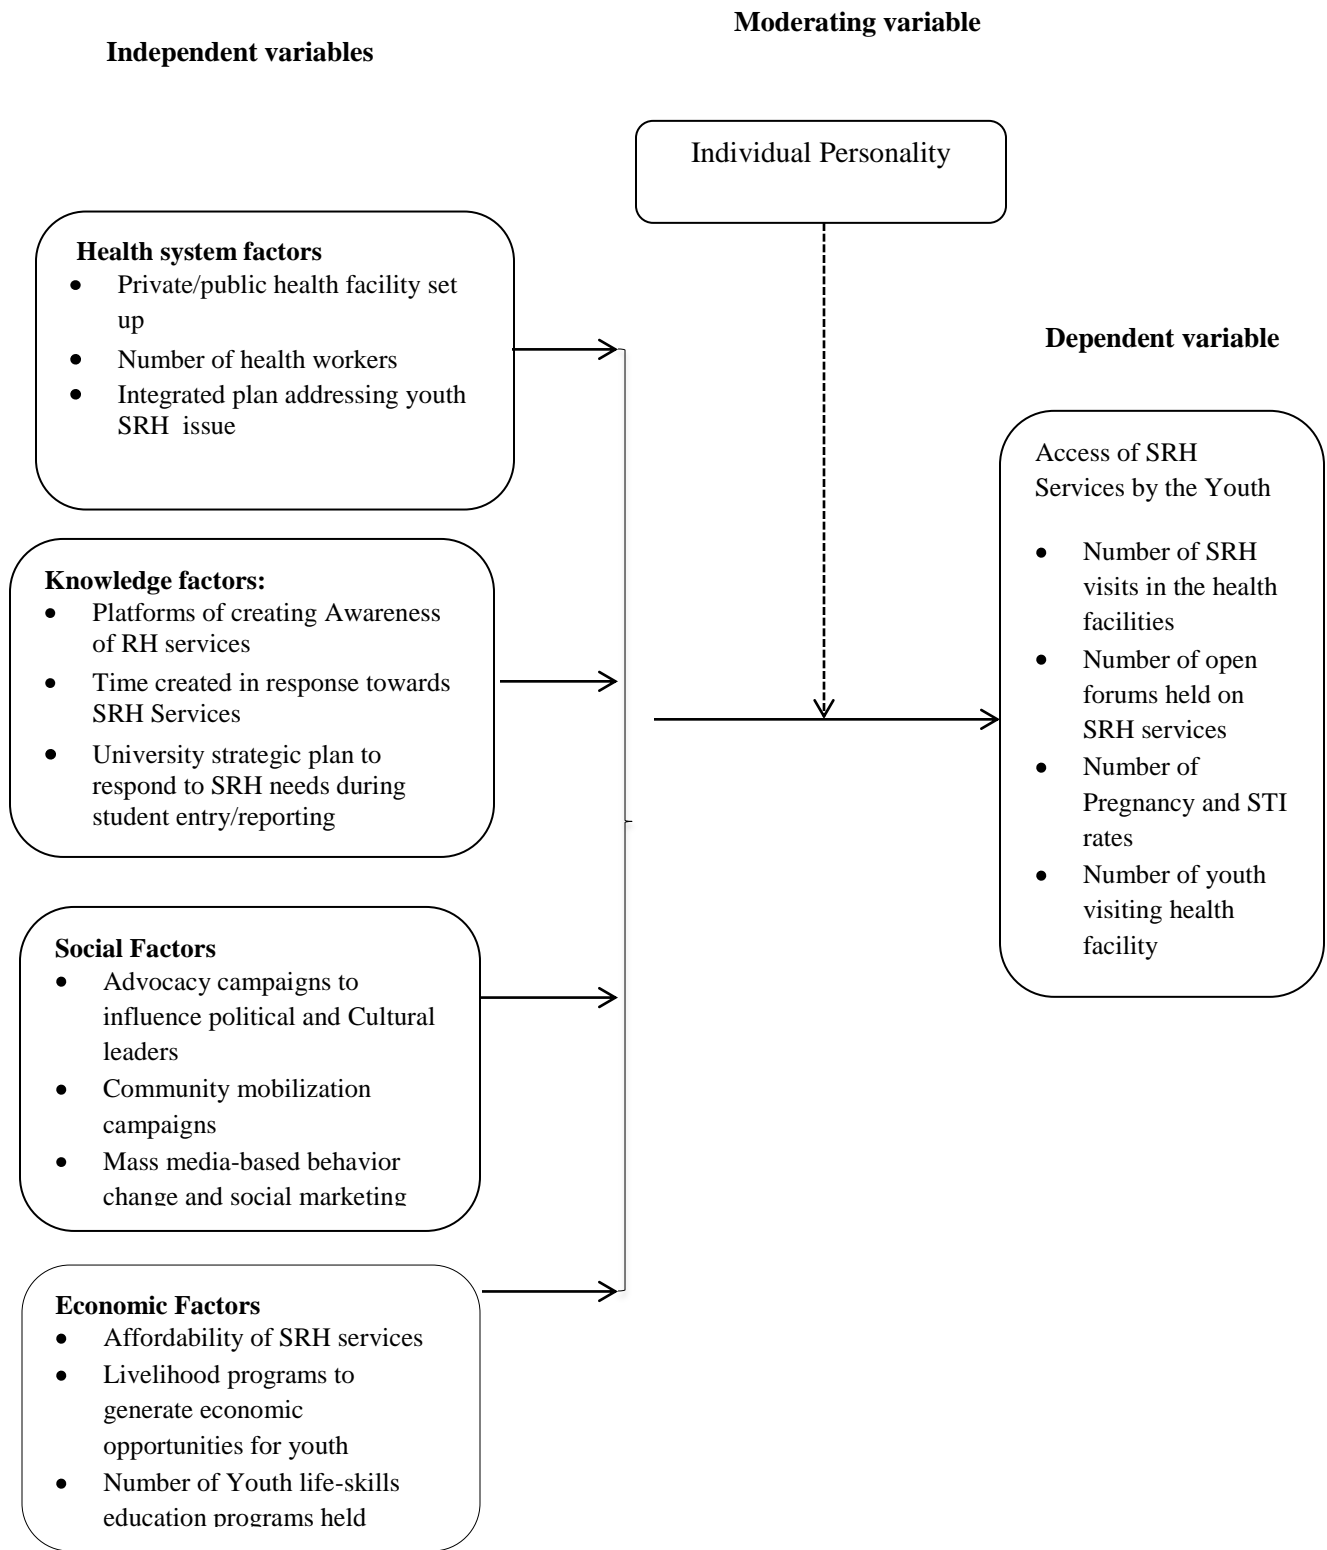 Moderating variable
Independent variables
Individual Personality
Health system factors
• Private/public health facility set
up
• Number of health workers
• Integrated plan addressing youth
SRH issue
Dependent variable
Access of SRH
Services by the Youth
• Number of SRH
visits in the health
facilities
• Number of open
forums held on
SRH services
• Number of
Pregnancy and STI
rates
• Number of youth
visiting health
facility
Knowledge factors:
• Platforms of creating Awareness
of RH services
• Time created in response towards
SRH Services
• University strategic plan to
respond to SRH needs during
student entry/reporting
Social Factors
• Advocacy campaigns to
influence political and Cultural
leaders
• Community mobilization
campaigns
• Mass media-based behavior
change and social marketing
Economic Factors
• Affordability of SRH services
• Livelihood programs to
generate economic
opportunities for youth
• Number of Youth life-skills
education programs held